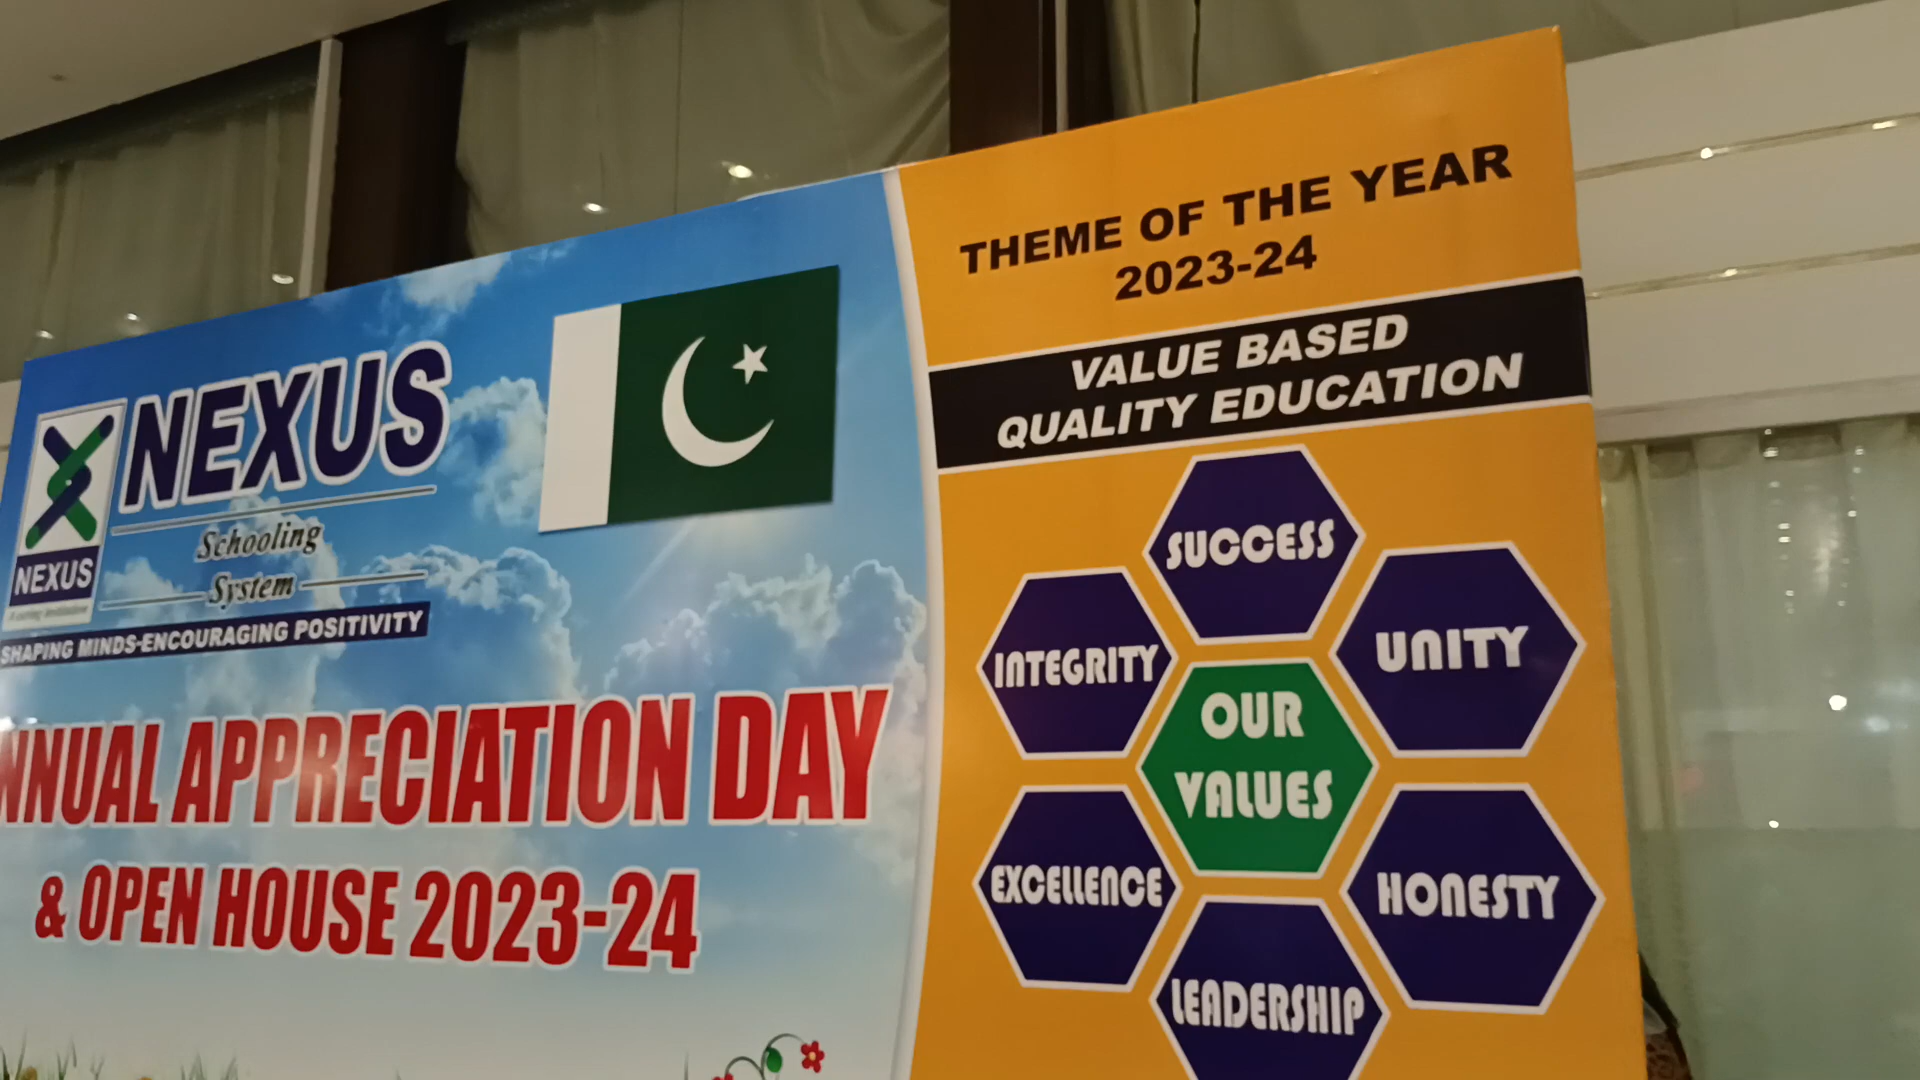 NEXUS
Schooling
System
NEXUS
SHAPING MINDS-ENCOURAGING POSITIVITY
NNUAL APPRECIATION DAY
& OPEN HOUSE 2023-24
THEME OF THE YEAR
2023-24
VALUE BASED
QUALITY EDUCATION
SUCCESS
INTEGRITY
UNITY
OUR
VALUES
EXCELLENCE
HONESTY
LEADERSHIP